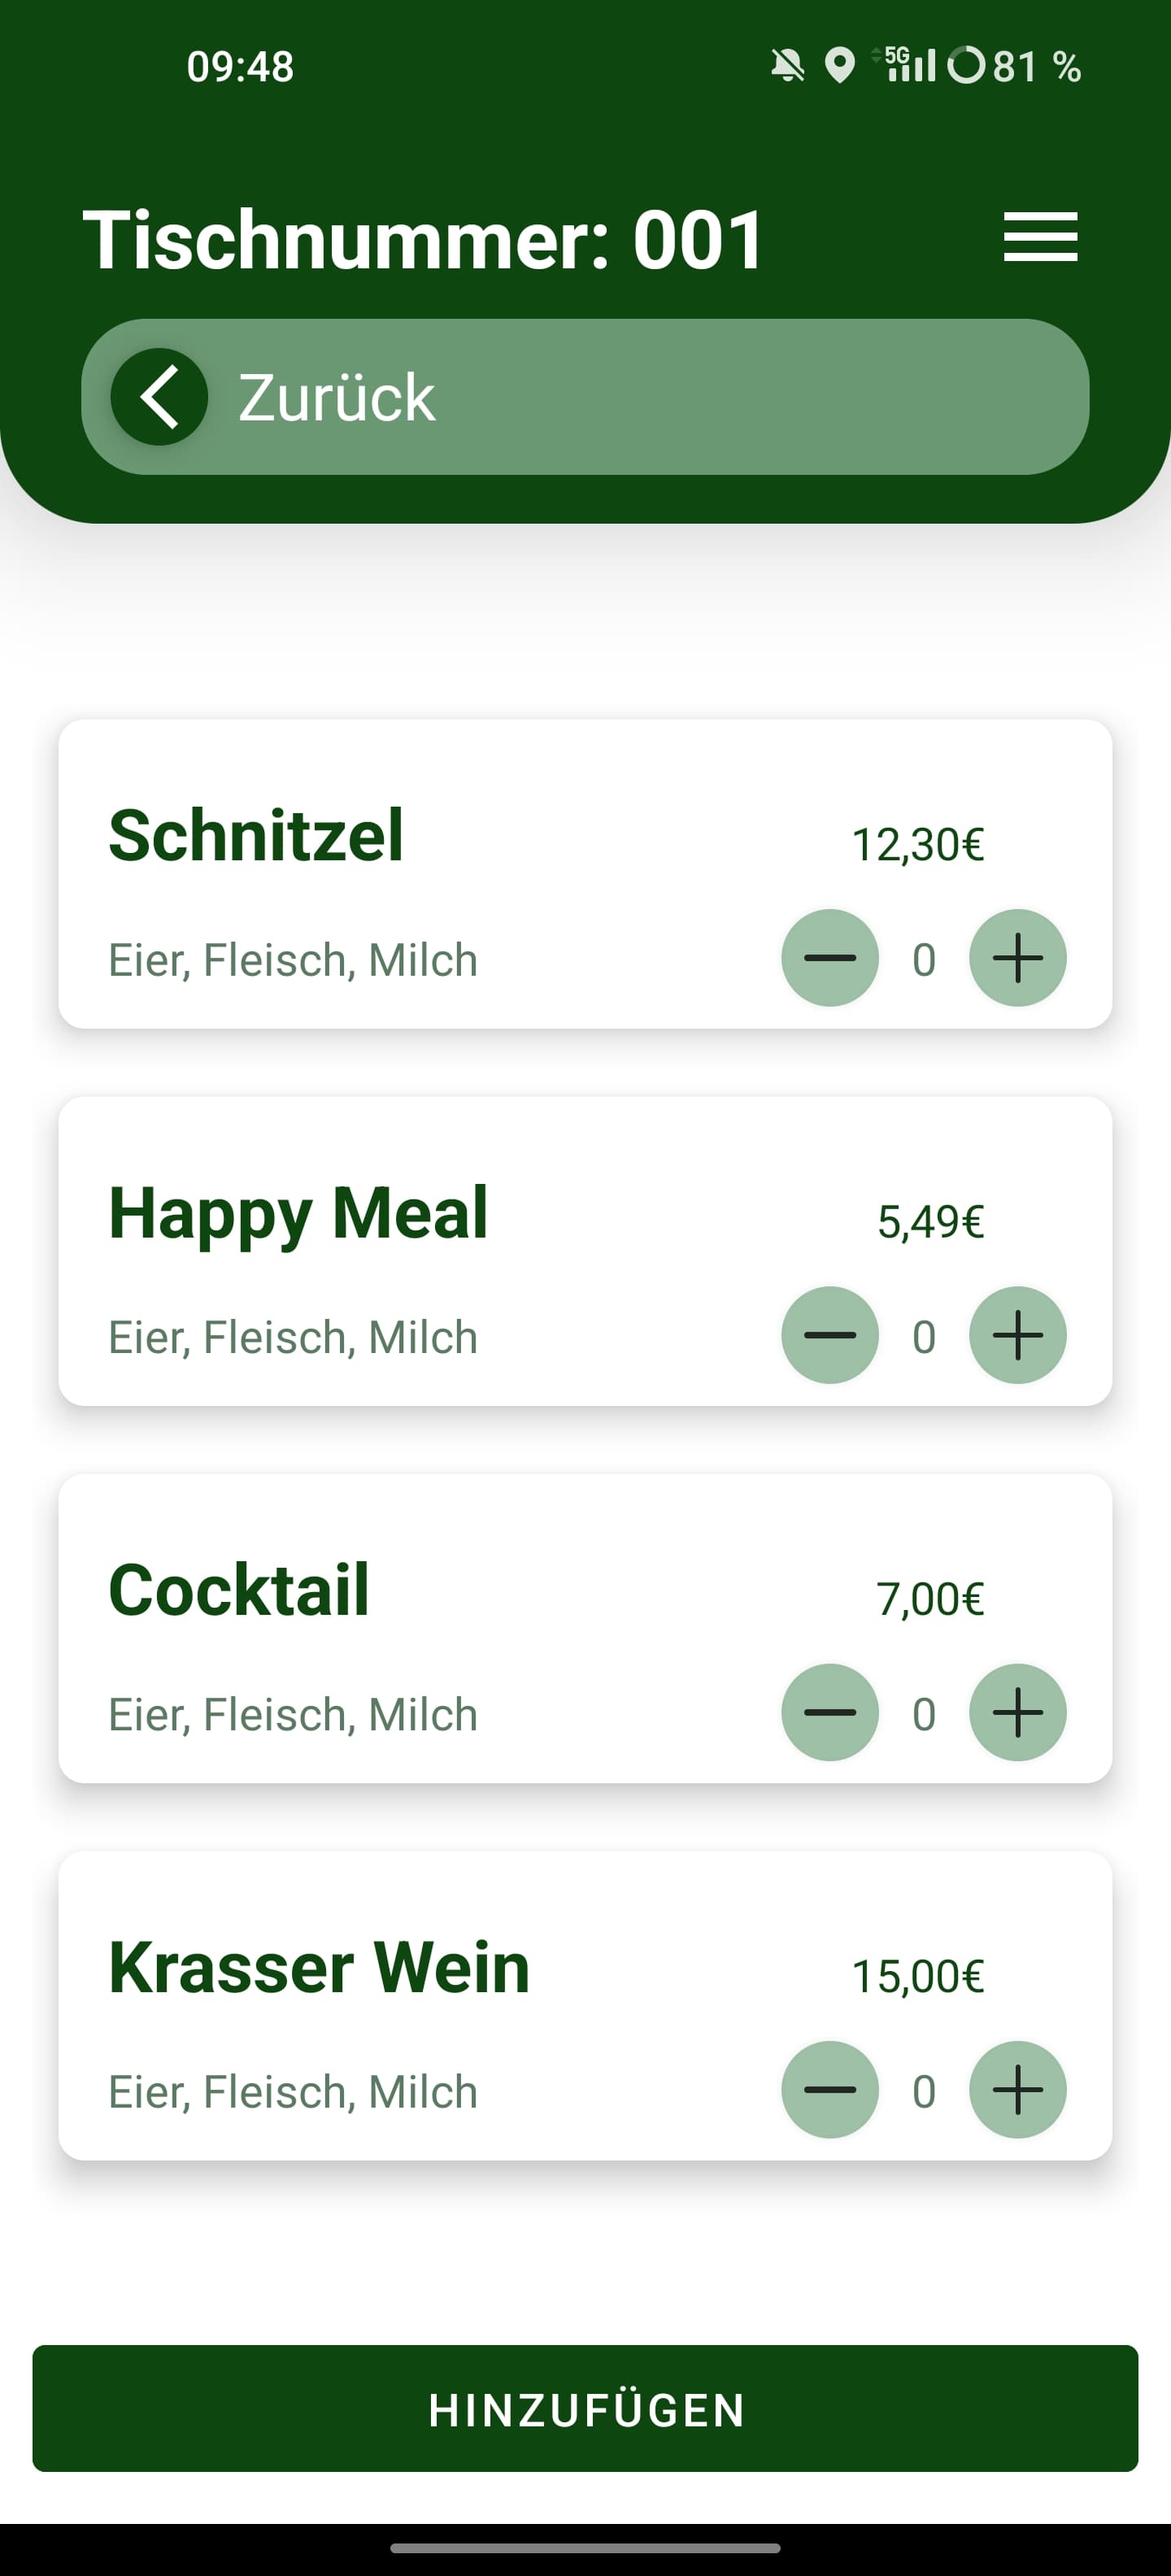 09:48
5G 81 %
Tischnummer: 001
Zurück
Schnitzel
12,30€
Eier, Fleisch, Milch
0
Happy Meal
5,49€
Eier, Fleisch, Milch
0
Cocktail
7,00€
Eier, Fleisch, Milch
0
Krasser Wein
15,00€
Eier, Fleisch, Milch
0
HINZUFÜGEN